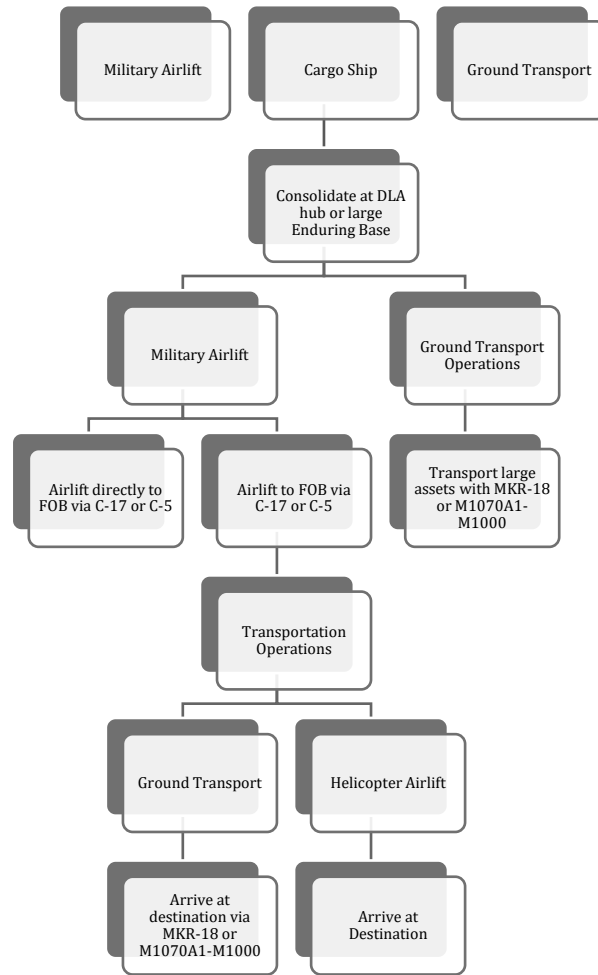 Military Airlift
Cargo Ship
Ground Transport
Consolidate at DLA
hub or large
Enduring Base
Military Airlift
Ground Transport
Operations
Airlift directly to
FOB via C-17 or C-5
Airlift to FOB via
C-17 or C-5
Transport large
assets with MKR-18
or M1070A1-
M1000
Transportation
Operations
Ground Transport
Helicopter Airlift
Arrive at
destination via
MKR-18 or
M1070A1-M1000
Arrive at
Destination